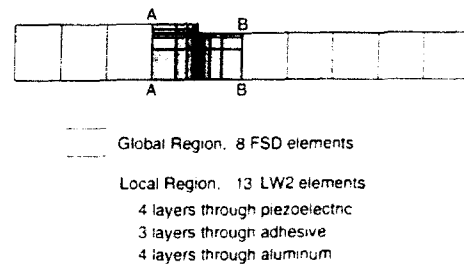 A B
A B
Global Region, 8 FSD elements
Local Region, 13 LW2 elements
4 layers through piezoelectric
3 layers through adhesive
4 layers through aluminum